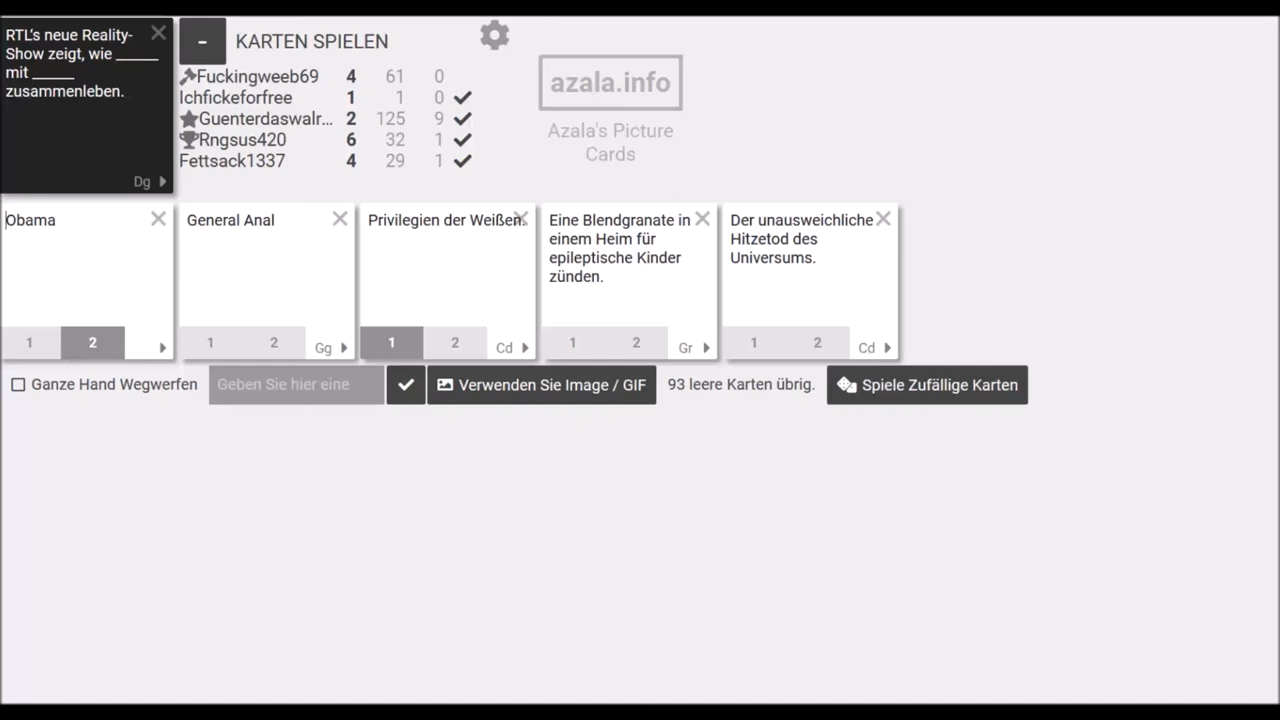 RTL's neue Reality-
Show zeigt, wie _____
mit _____
zusammenleben.
Dg
-
KARTEN SPIELEN
Fuckingweeb69 4 61 0
Ichfickeforfree 1 1 0
Guenterdaswalr... 2 125 9
Rngsus420 6 32 1
Fettsack1337 4 29 1
azala.info
Azala's Picture
Cards
Obama
1 2
General Anal
1 2 Gg
Privilegien der Weißen.
1 2 Cd
Eine Blendgranate in
einem Heim für
epileptische Kinder
zünden.
1 2 Gr
Der unausweichliche
Hitzetod des
Universums.
1 2 Cd
Ganze Hand Wegwerfen
Geben Sie hier eine
Verwenden Sie Image / GIF
93 leere Karten übrig.
Spiele Zufällige Karten